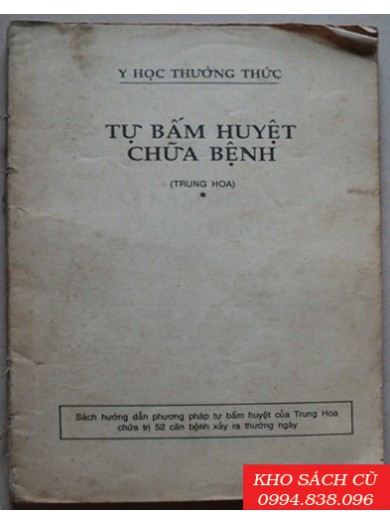 Y HỌC THƯỜNG THỨC
TỰ BẤM HUYỆT
CHỮA BỆNH
(TRUNG HOA)
*
Sách hướng dẫn phương pháp tự bấm huyệt của Trung Hoa
chữa trị 52 căn bệnh xảy ra thường ngày
KHO SÁCH CŨ
0994.838.096